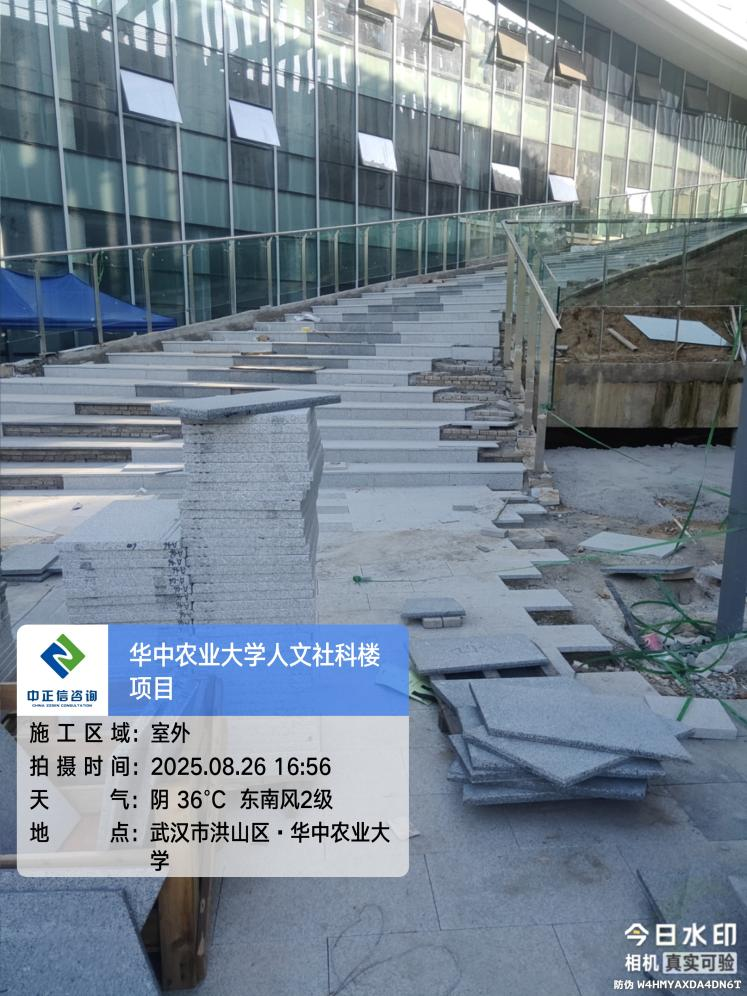 中正信咨询
CHINA ZOSEN CONSULTATION
华中农业大学人文社科楼
项目
施工区域：室外
拍摄时间：2025.08.26 16:56
天气：阴 36℃ 东南风2级
地点：武汉市洪山区·华中农业大
学
今日水印
相机 真实可验
防伪 W4HMYAXDA4DN6T